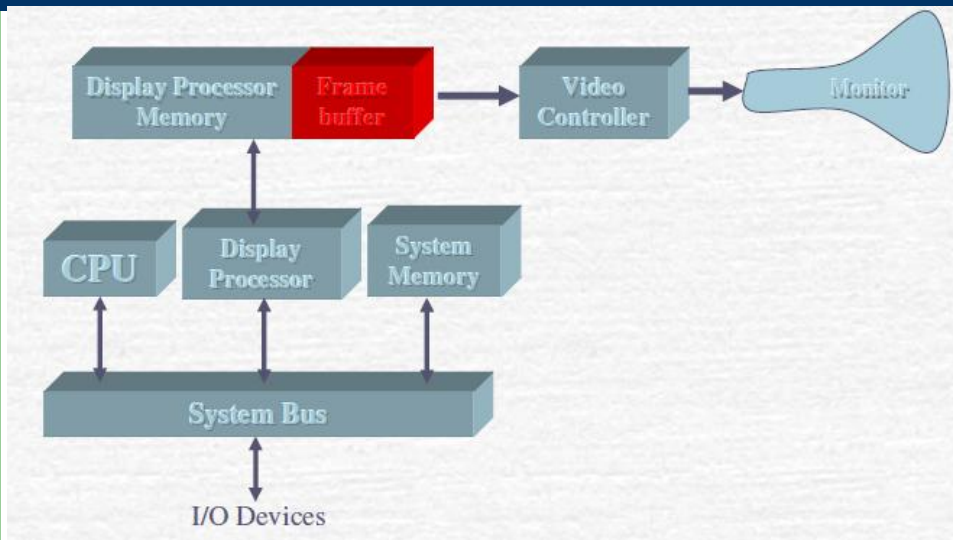 Display Processor
Memory
Frame
buffer
Video
Controller
Monitor
CPU
Display
Processor
System
Memory
System Bus
I/O Devices